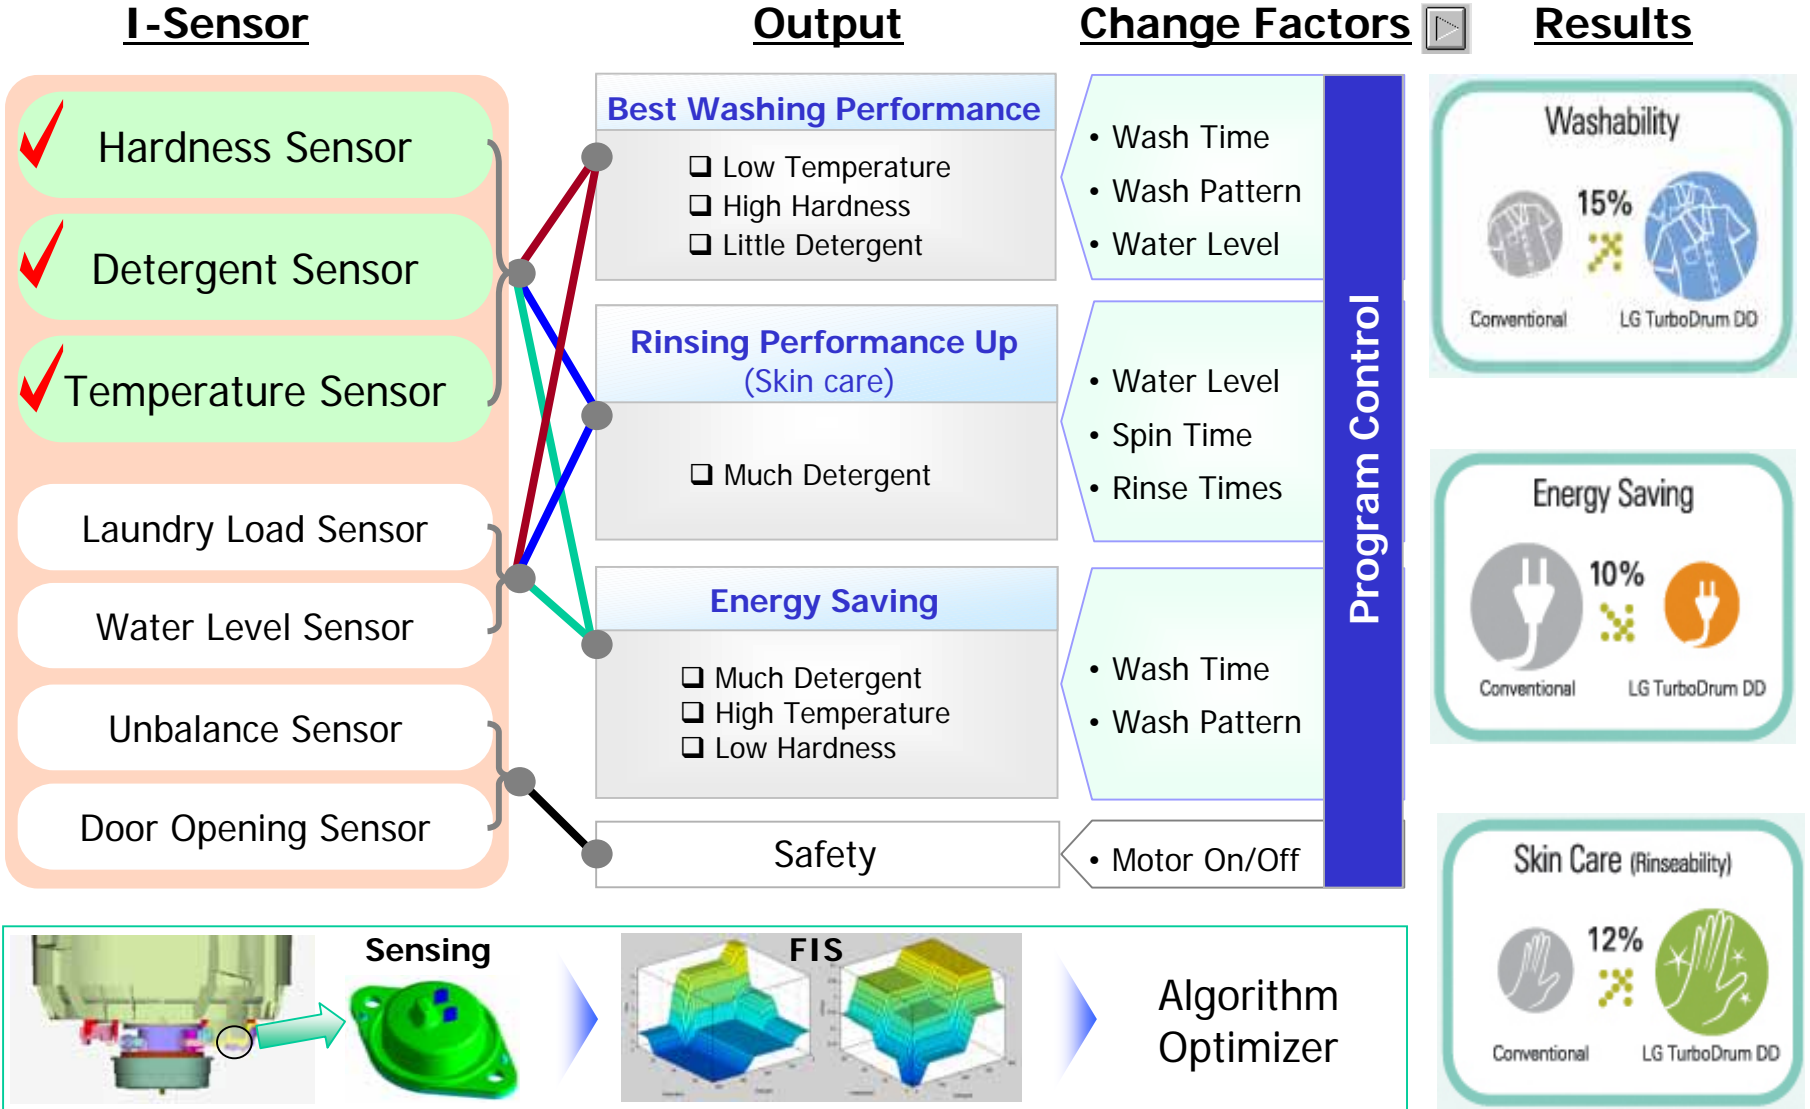 I-Sensor
Output
Change Factors
Results
Hardness Sensor
Detergent Sensor
Temperature Sensor
Laundry Load Sensor
Water Level Sensor
Unbalance Sensor
Door Opening Sensor
Best Washing Performance
Low Temperature
High Hardness
Little Detergent
Rinsing Performance Up
(Skin care)
Much Detergent
Energy Saving
Much Detergent
High Temperature
Low Hardness
Safety
• Wash Time
• Wash Pattern
• Water Level
• Water Level
• Spin Time
• Rinse Times
• Wash Time
• Wash Pattern
• Motor On/Off
Program Control
Washability
15%
Conventional
LG TurboDrum DD
Energy Saving
10%
Conventional
LG TurboDrum DD
Skin Care (Rinseability)
12%
Conventional
LG TurboDrum DD
Sensing
FIS
Algorithm
Optimizer